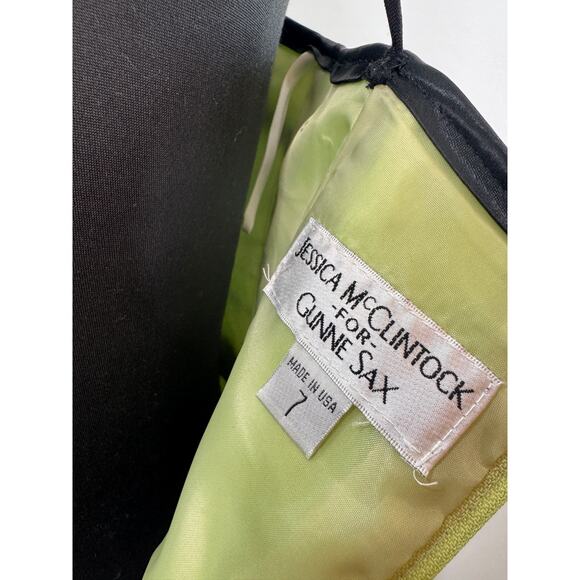 JESSICA McCLINTOCK
-FOR-
GUNNE SAX
MADE IN USA
7